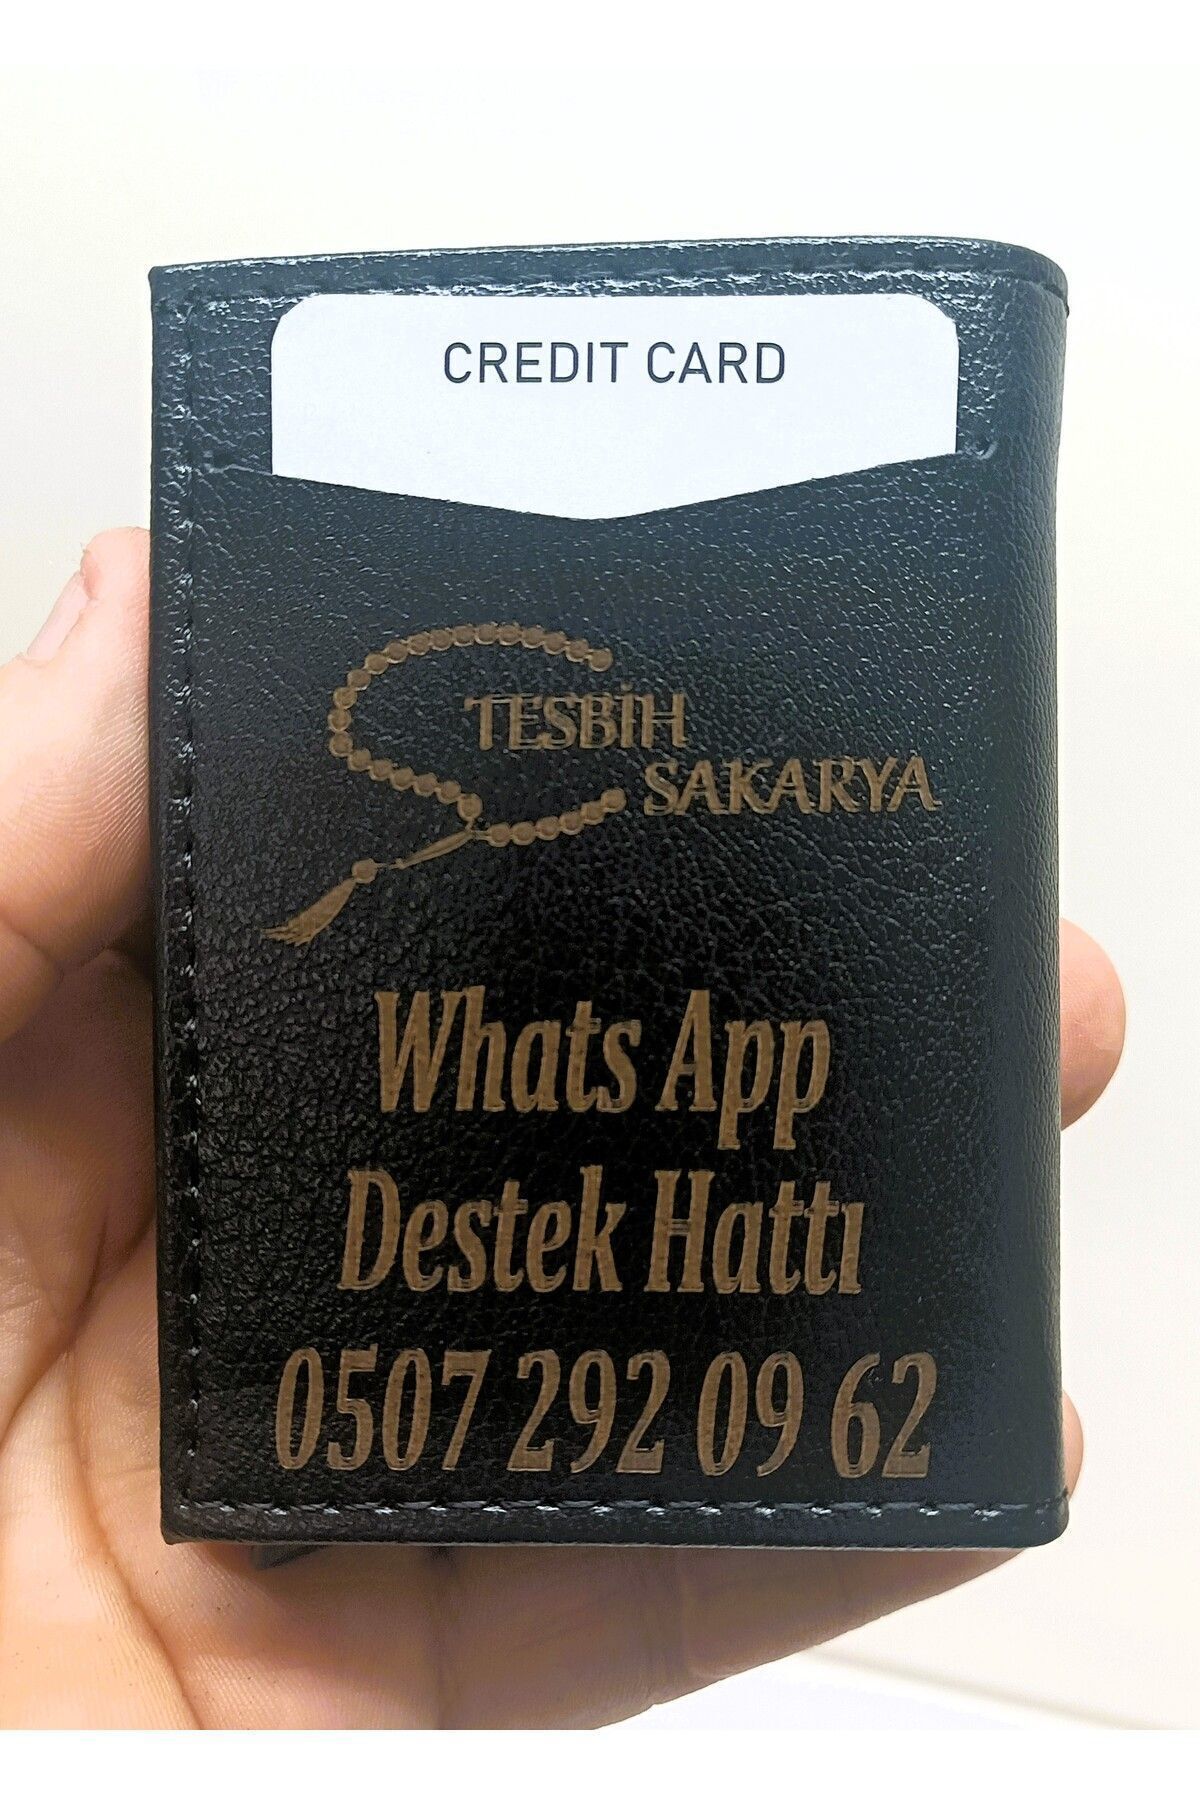 CREDIT CARD
TESBİH
SAKARYA
Whats App
Destek Hattı
0507 292 09 62